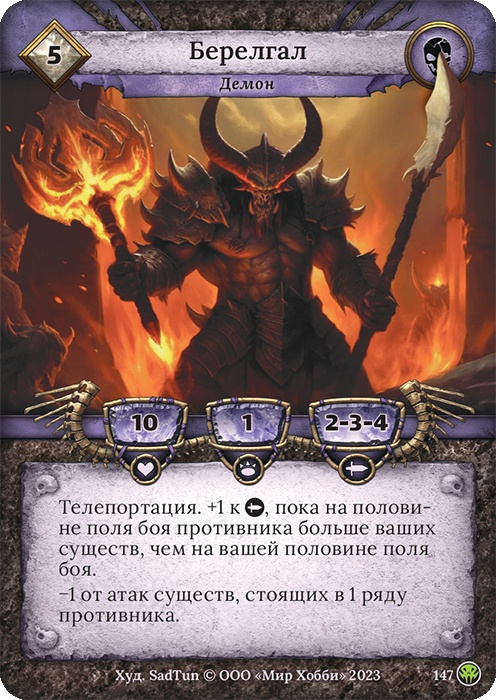 5
Берелгал
Демон
10
1
2-3-4
Телепортация. +1 к , пока на полови-
не поля боя противника больше ваших
существ, чем на вашей половине поля
боя.
−1 от атак существ, стоящих в 1 ряду
противника.
Худ. SadTun © ООО «Мир Хобби» 2023
147